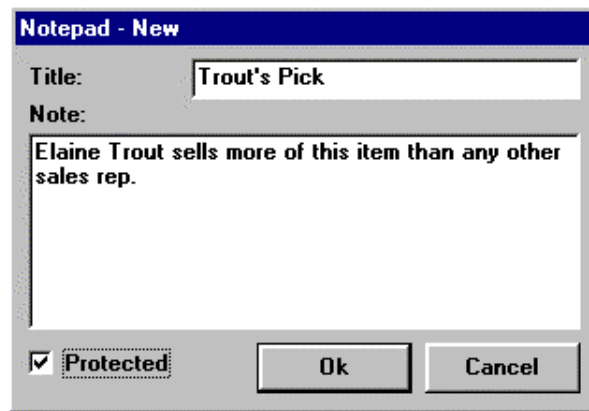 Notepad - New
Title: Trout's Pick
Note:
Elaine Trout sells more of this item than any other
sales rep.
Protected Ok Cancel